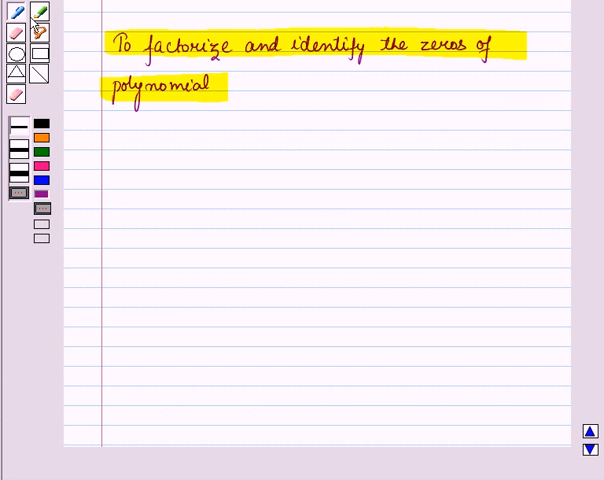 To factorize and identify the zeros of
polynomial